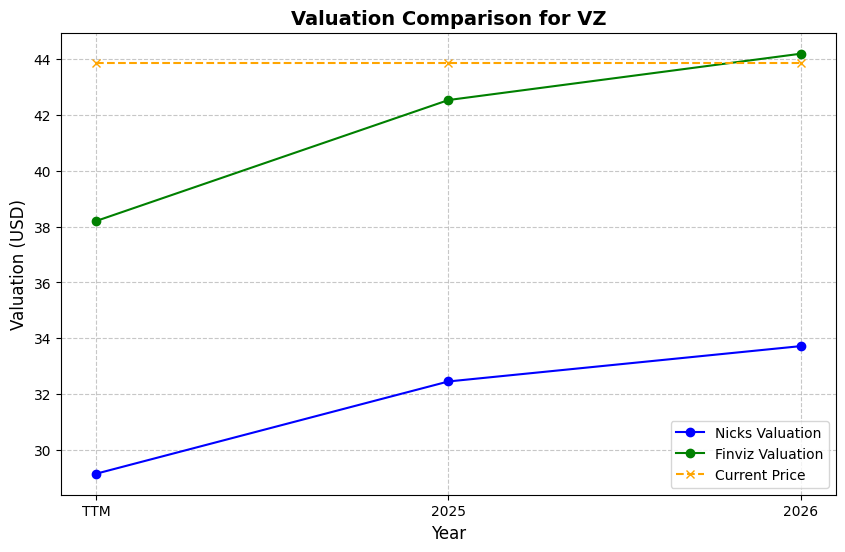 Valuation Comparison for VZ
Valuation (USD)
44
42
40
38
36
34
32
30
TTM
2025
2026
Year
Nicks Valuation
Finviz Valuation
Current Price